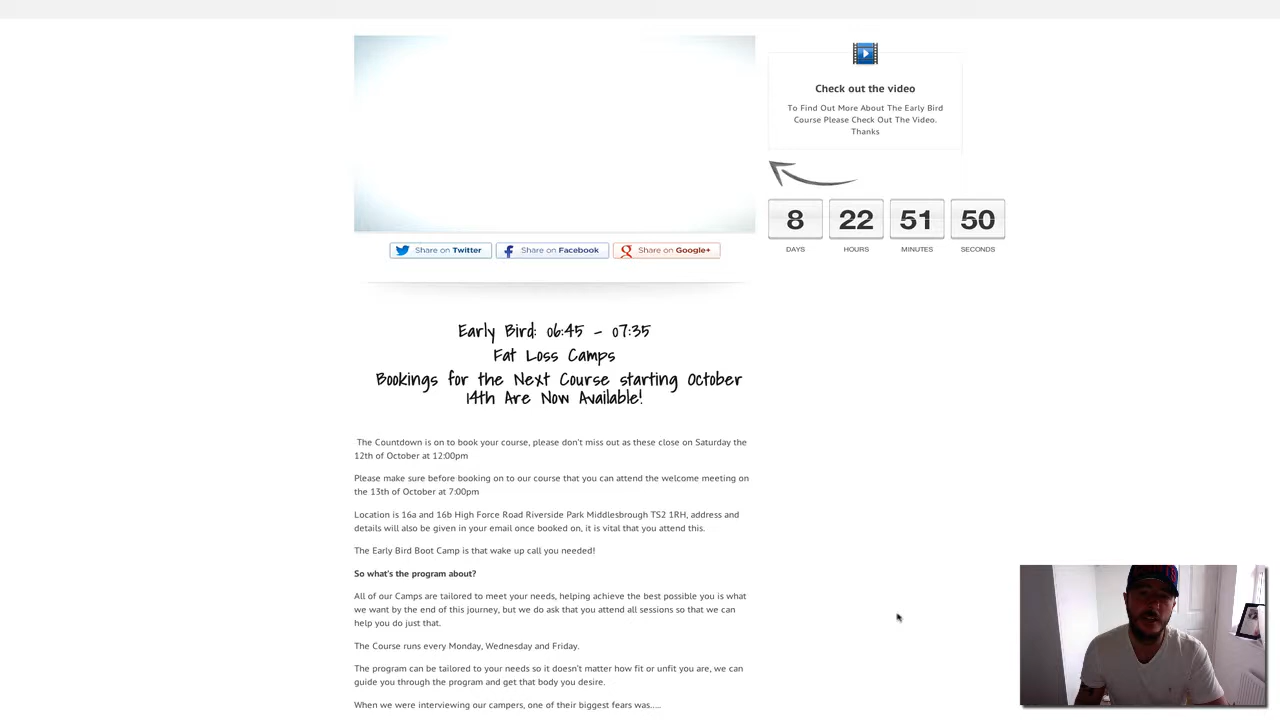 Check out the video
To Find Out More About The Early Bird
Course Please Check Out The Video.
Thanks
8 22 51 50
DAYS HOURS MINUTES SECONDS
Share on Twitter Share on Facebook Share on Google+
Early Bird: 06:45 - 07:35
Fat Loss Camps
Bookings for the Next Course starting October
14th Are Now Available!
The Countdown is on to book your course, please don't miss out as these close on Saturday the
12th of October at 12:00pm
Please make sure before booking on to our course that you can attend the welcome meeting on
the 13th of October at 7:00pm
Location is 16a and 16b High Force Road Riverside Park Middlesbrough TS2 1RH, address and
details will also be given in your email once booked on, it is vital that you attend this.
The Early Bird Boot Camp is that wake up call you needed!
So what's the program about?
All of our Camps are tailored to meet your needs, helping achieve the best possible you is what
we want by the end of this journey, but we do ask that you attend all sessions so that we can
help you do just that.
The Course runs every Monday, Wednesday and Friday.
The program can be tailored to your needs so it doesn't matter how fit or unfit you are, we can
guide you through the program and get that body you desire.
When we were interviewing our campers, one of their biggest fears was.....